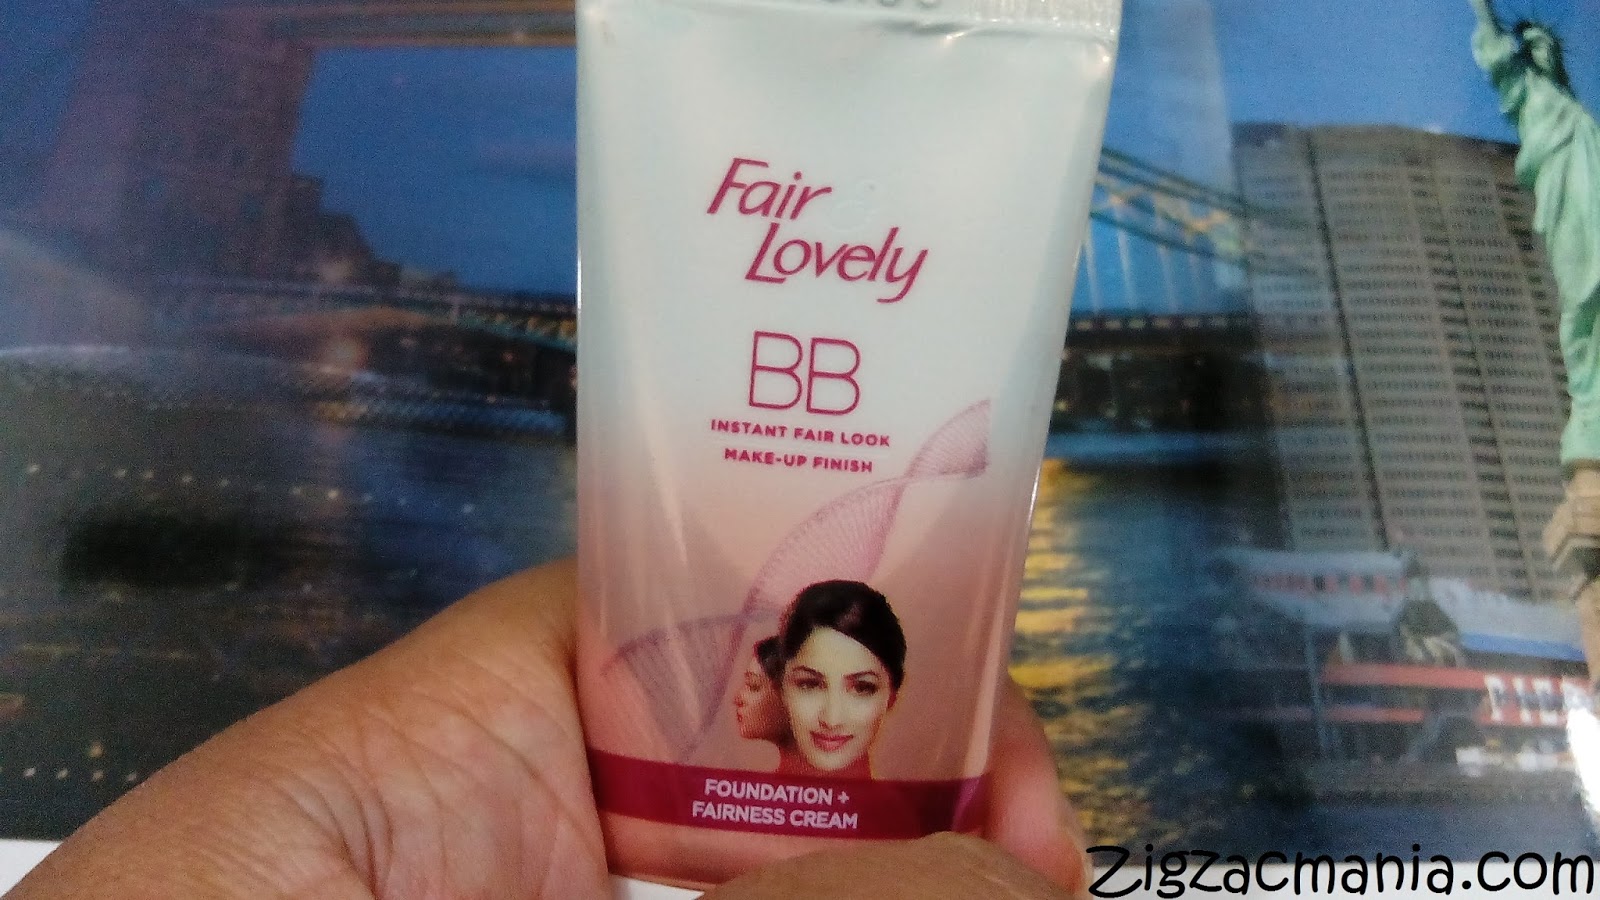 Fair &
Lovely
BB
INSTANT FAIR LOOK
MAKE-UP FINISH
FOUNDATION +
FAIRNESS CREAM
Zigzacmania.com